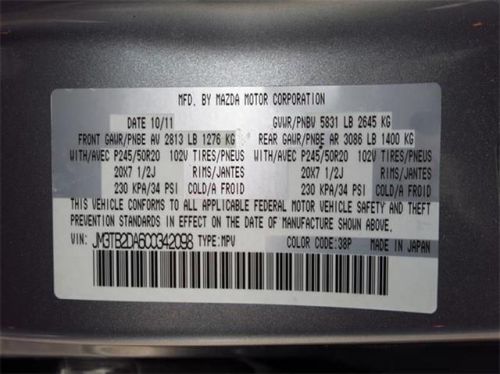 MFD. BY MAZDA MOTOR CORPORATION
DATE 10/11 GVWR/PNBV 5831 LB 2645 KG
FRONT GAWR/PNBE AV 2813 LB 1276 KG REAR GAWR/PNBE AR 3086 LB 1400 KG
WITH/AVEC P245/50R20 102V TIRES/PNEUS WITH/AVEC P245/50R20 102V TIRES/PNEUS
20X7 1/2J RIMS/JANTES 20X7 1/2J RIMS/JANTES
230 KPA/34 PSI COLD/A FROID 230 KPA/34 PSI COLD/A FROID
THIS VEHICLE CONFORMS TO ALL APPLICABLE FEDERAL MOTOR VEHICLE SAFETY AND THEFT
PREVENTION STANDARDS IN EFFECT ON THE DATE OF MANUFACTURE SHOWN ABOVE.
VIN: JM3TB2DA6C0342098 TYPE:MPV COLOR CODE:38P MADE IN JAPAN